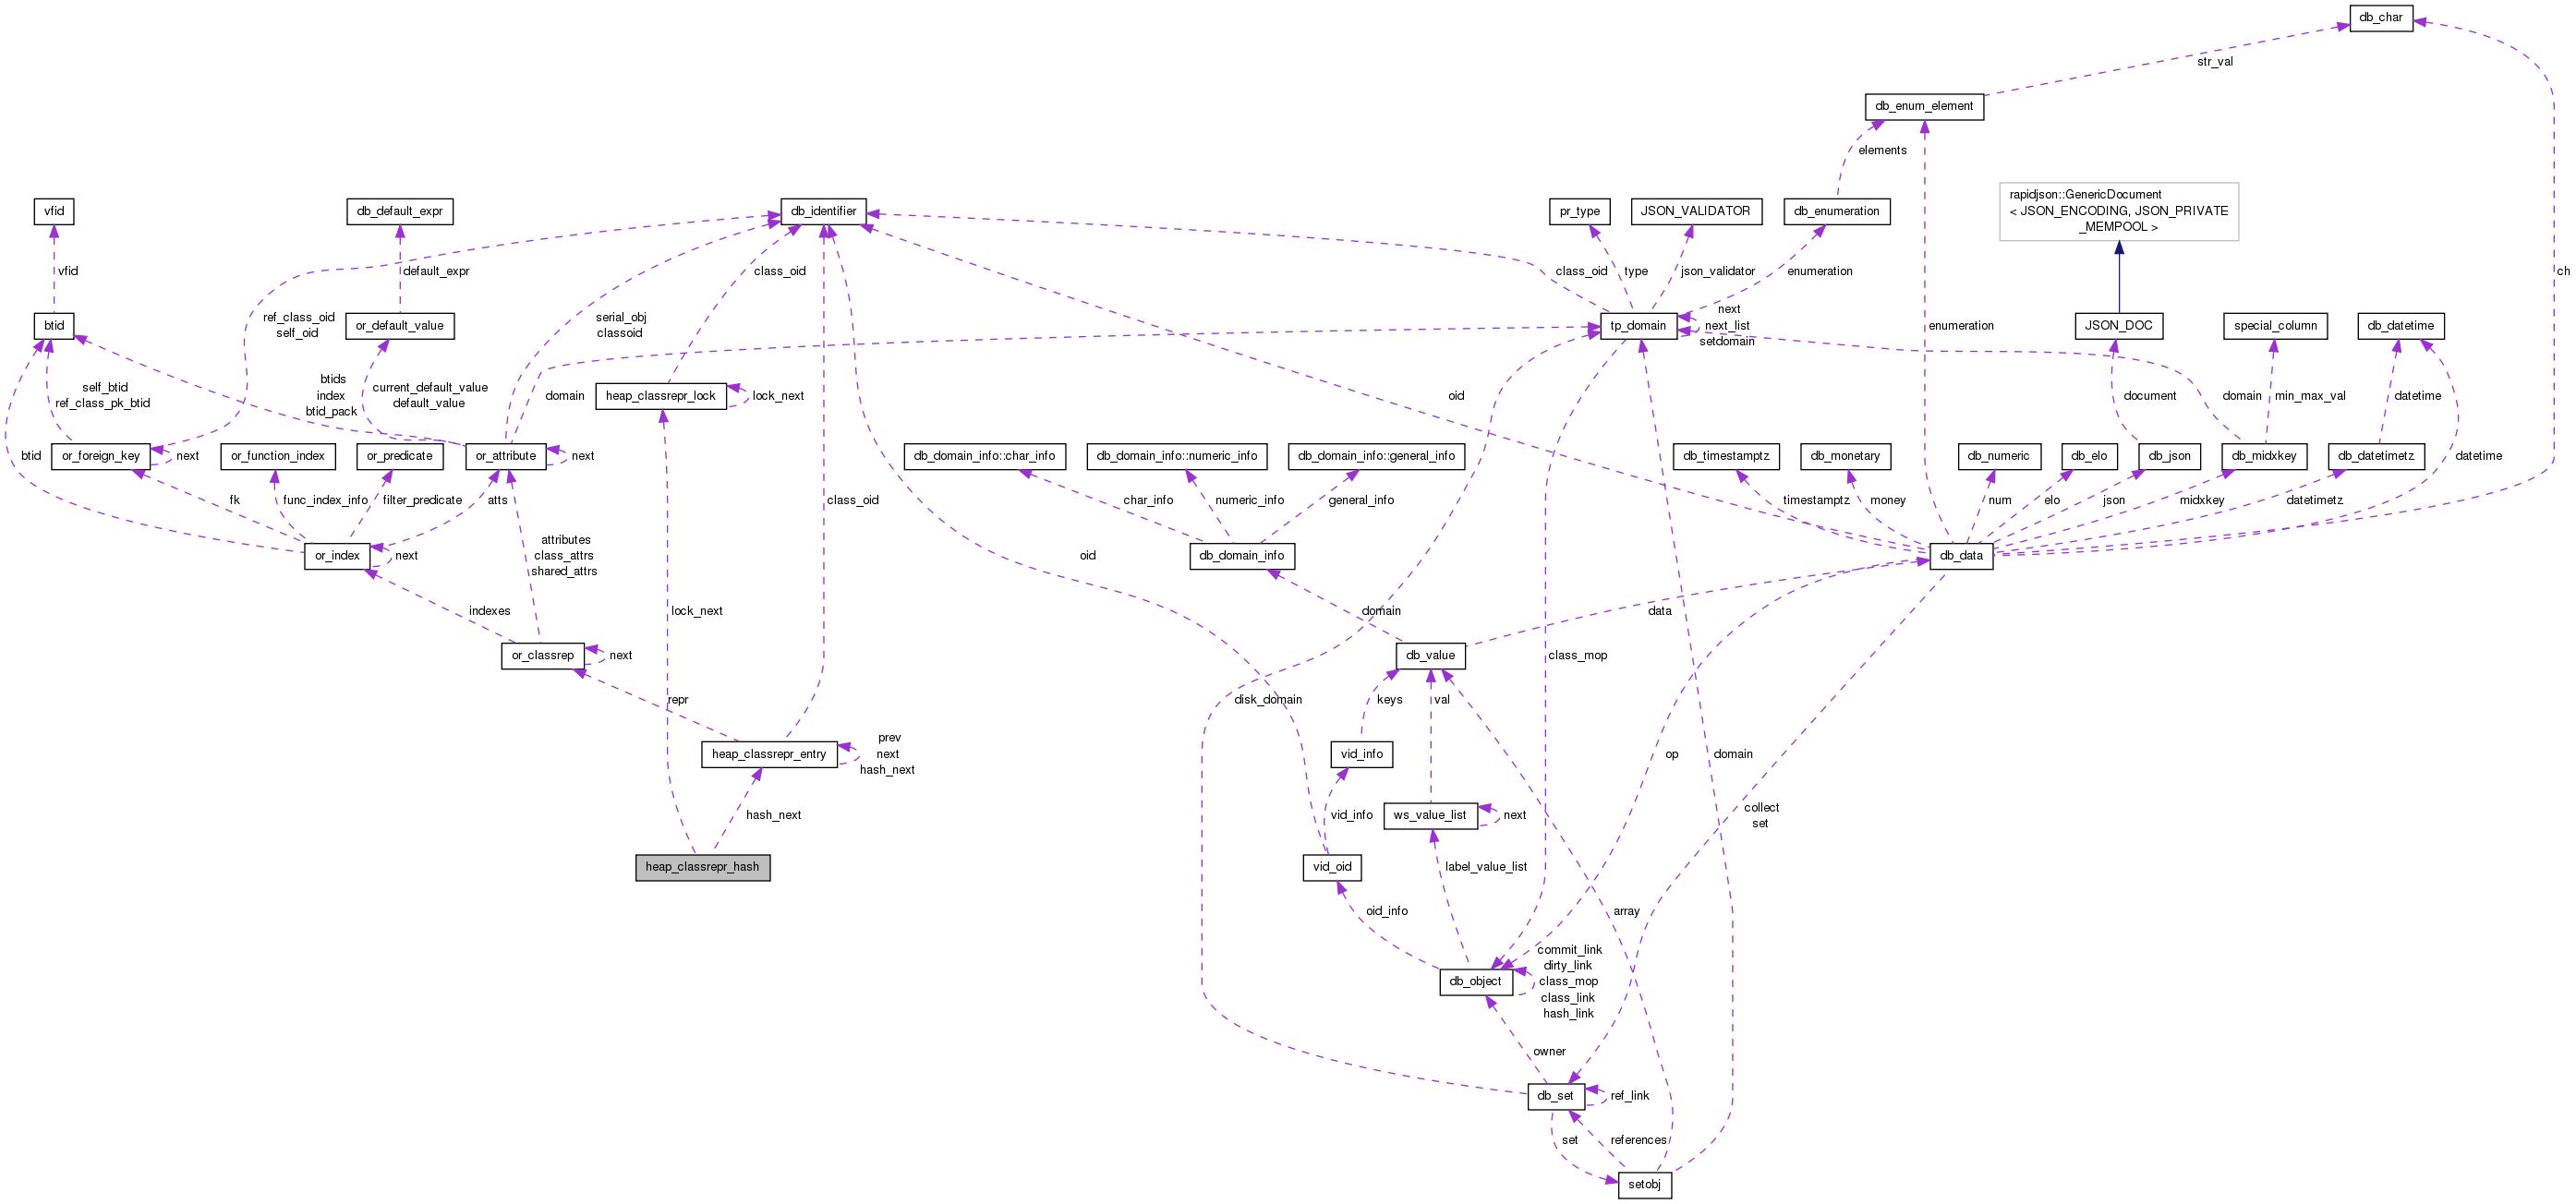 db_char
str_val
db_enum_element
elements
rapidjson::GenericDocument
< JSON_ENCODING, JSON_PRIVATE
_MEMPOOL >
vfid
db_default_expr
db_identifier
pr_type
JSON_VALIDATOR
db_enumeration
vfid
default_expr
class_oid
class_oid
type
json_validator
enumeration
ch
ref_class_oid
self_oid
serial_obj
classoid
next
next_list
setdomain
enumeration
btid
or_default_value
tp_domain
JSON_DOC
special_column
db_datetime
self_btid
ref_class_pk_btid
btids
index
btid_pack
current_default_value
default_value
domain
heap_classrepr_lock
lock_next
oid
document
domain
min_max_val
datetime
btid
or_foreign_key
next
or_function_index
or_predicate
or_attribute
next
db_domain_info::char_info
db_domain_info::numeric_info
db_domain_info::general_info
db_timestamptz
db_monetary
db_numeric
db_elo
db_json
db_midxkey
db_datetimetz
datetime
fk
func_index_info
filter_predicate
atts
class_oid
char_info
numeric_info
general_info
timestamptz
money
num
elo
json
midxkey
datetimetz
or_index
next
attributes
class_attrs
shared_attrs
oid
db_domain_info
db_data
indexes
lock_next
domain
data
or_classrep
next
db_value
class_mop
repr
disk_domain
keys
val
heap_classrepr_entry
prev
next
hash_next
vid_info
op
domain
hash_next
vid_info
ws_value_list
next
collect
set
heap_classrepr_hash
vid_oid
label_value_list
oid_info
array
db_object
commit_link
dirty_link
class_mop
class_link
hash_link
owner
db_set
ref_link
set
references
setobj